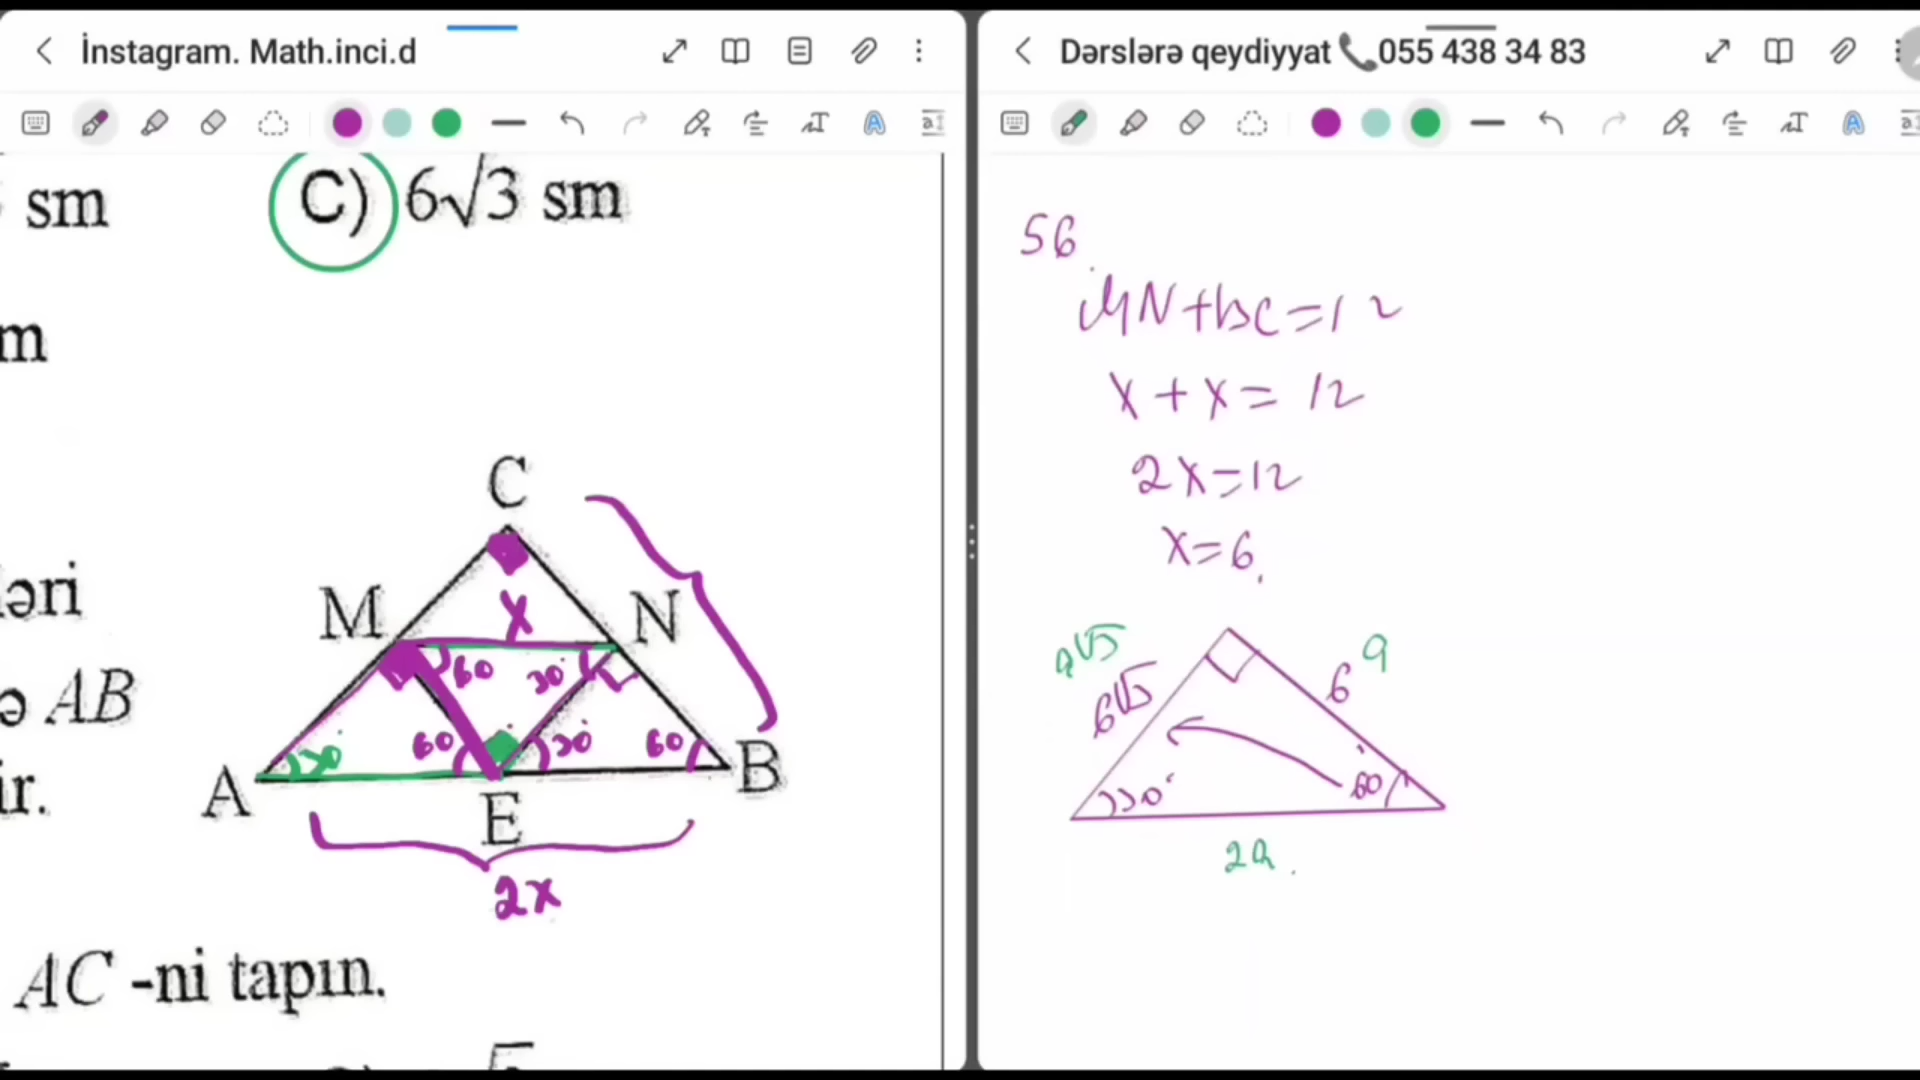 İnstagram. Math.inci.d
sm
C) 6√3 sm
m
əri
ə AB
ir.
C
M
N
X
60
30
A
30°
60
30°
60
B
E
2x
AC -ni tapın.
Dərslərə qeydiyyat 📞055 438 34 83
56
MN+BC=12
x + x = 12
2x=12
x=6.
a√3
6√3
6
a
30°
60°
2a.